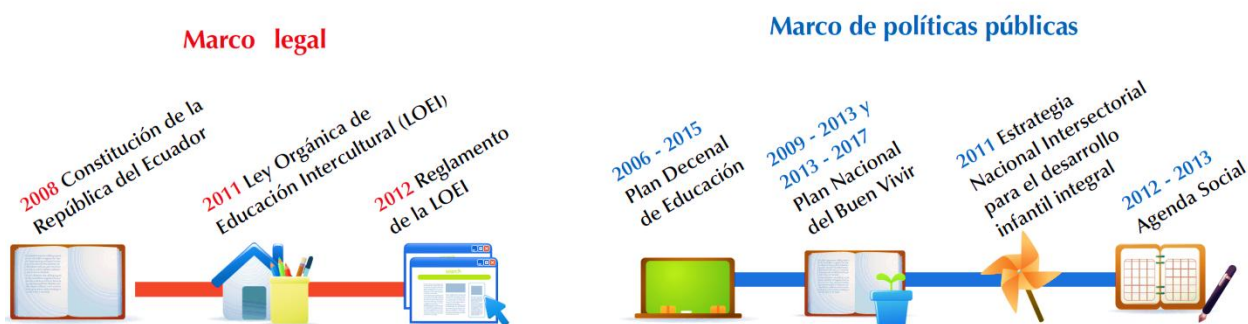 Marco legal
2008 Constitución de la
República del Ecuador
2011 Ley Orgánica de
Educación Intercultural (LOEI)
2012 Reglamento
de la LOEI
Marco de políticas públicas
2006 - 2015
Plan Decenal
de Educación
2009 - 2013 y
2013 - 2017
Plan Nacional
del Buen Vivir
2011 Estrategia
Nacional Intersectorial
para el desarrollo
infantil integral
2012 - 2013
Agenda Social